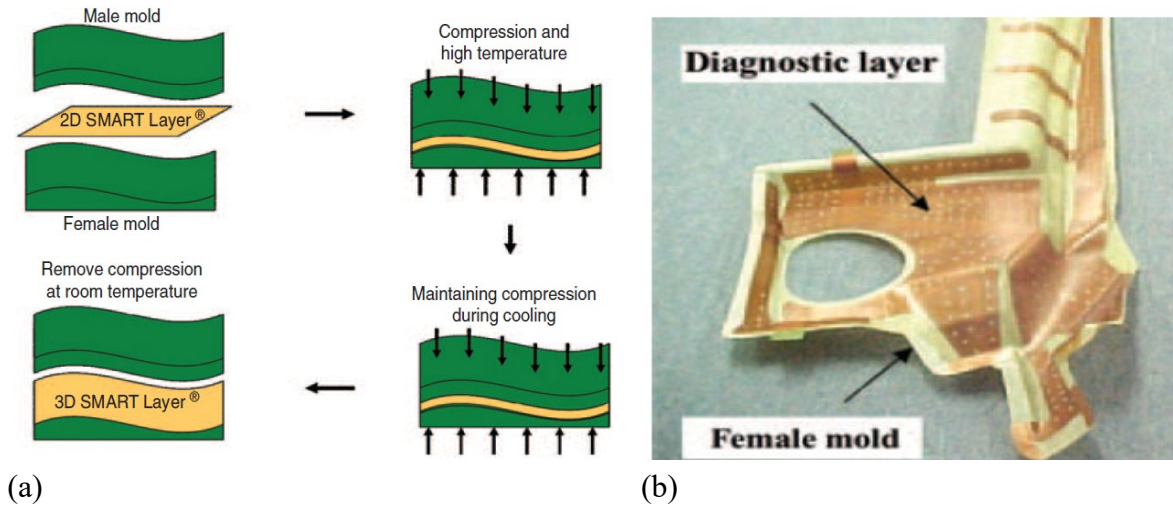 Male mold
2D SMART Layer ®
Female mold
Compression and
high temperature
Maintaining compression
during cooling
Remove compression
at room temperature
3D SMART Layer ®
(a)
Diagnostic layer
Female mold
(b)